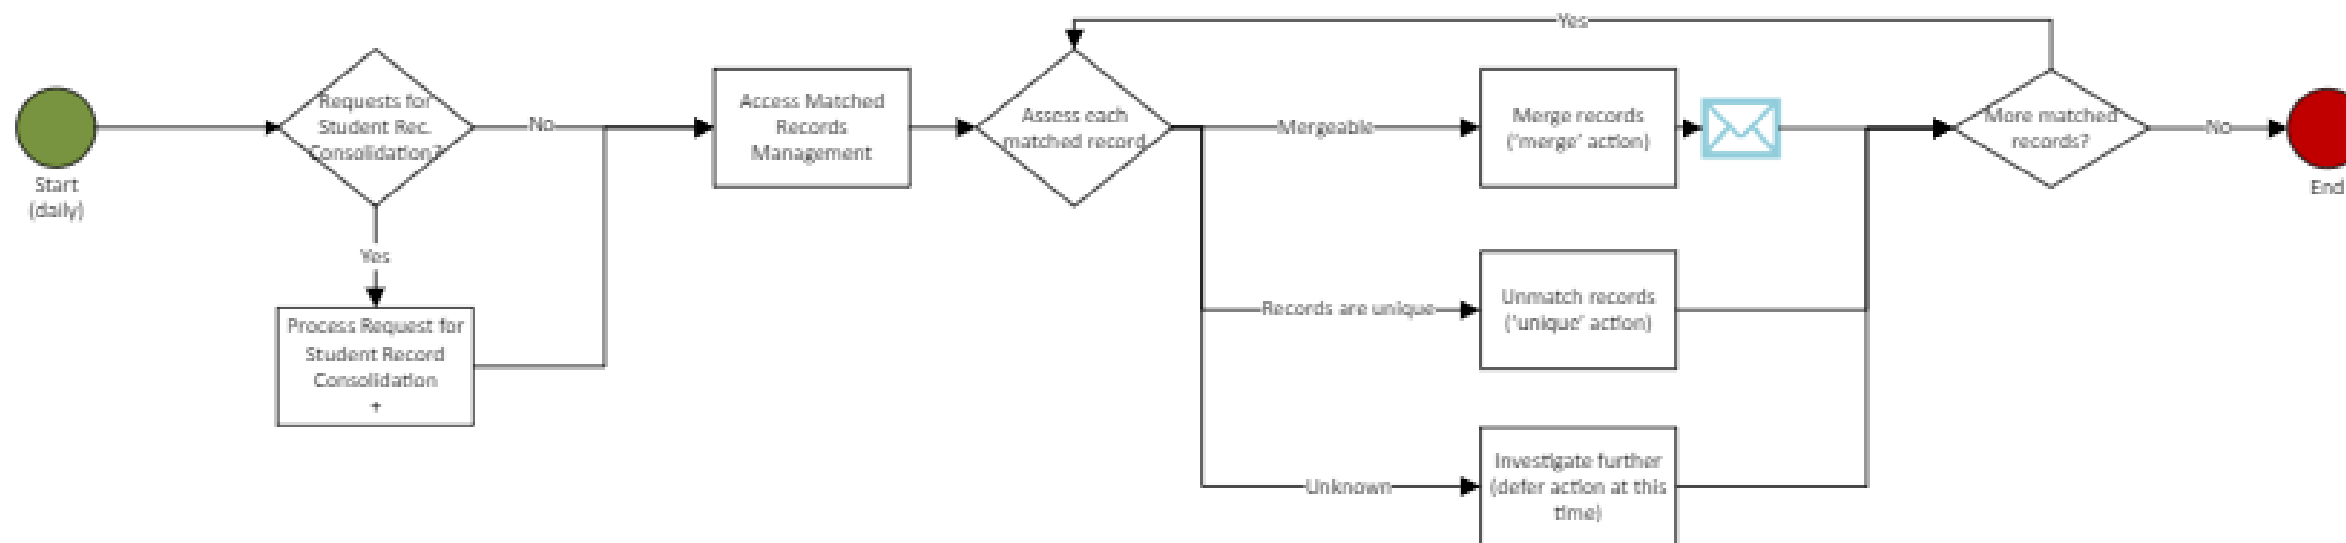 Start
(daily)
Requests for
Student Rec.
Consolidation?
No
Yes
Process Request for
Student Record
Consolidation
+
Access Matched
Records
Management
Assess each
matched record
Mergeable
Merge records
('merge' action)
Records are unique
Unmatch records
('unique' action)
Unknown
Investigate further
(defer action at this
time)
Yes
More matched
records?
No
End